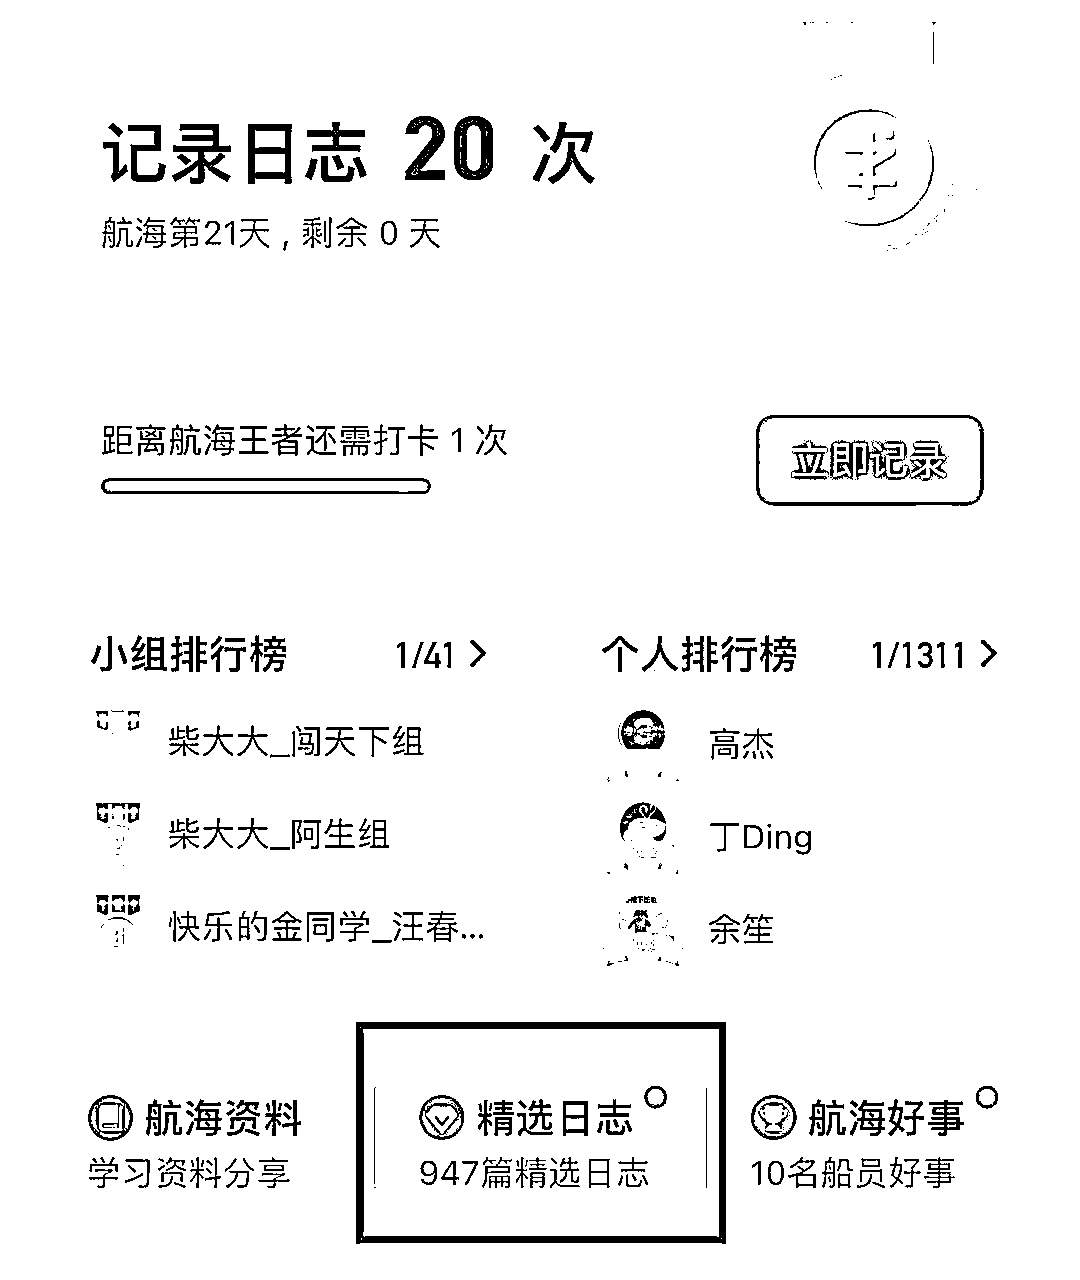 记录日志 20 次
航海第21天，剩余 0 天
距离航海王者还需打卡 1 次
立即记录
小组排行榜 1/41 >
柴大大_闯天下组
柴大大_阿生组
快乐的金同学_汪春...
个人排行榜 1/1311 >
高杰
丁Ding
余笙
航海资料
学习资料分享
精选日志
947篇精选日志
航海好事
10名船员好事